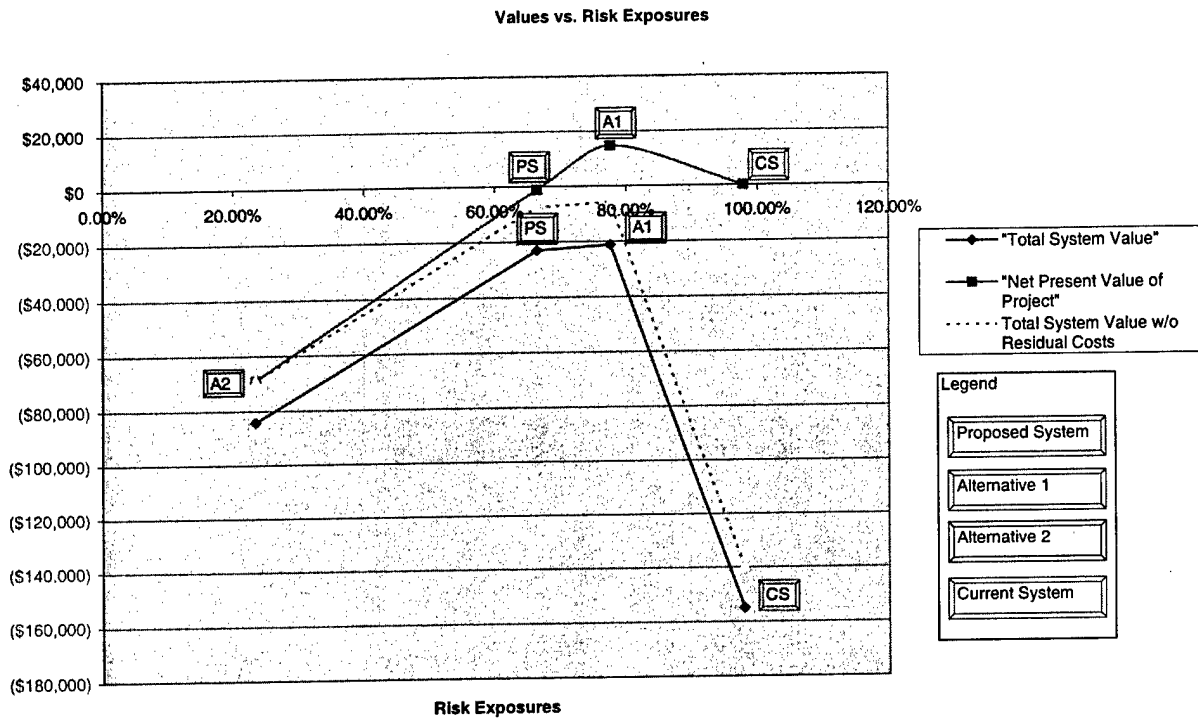 Values vs. Risk Exposures
$40,000
$20,000
$0
($20,000)
($40,000)
($60,000)
($80,000)
($100,000)
($120,000)
($140,000)
($160,000)
($180,000)
0.00%
20.00%
40.00%
60.00%
80.00%
100.00%
120.00%
A1
PS
CS
PS
A1
A2
CS
Risk Exposures
"Total System Value"
"Net Present Value of
Project"
Total System Value w/o
Residual Costs
Legend
Proposed System
Alternative 1
Alternative 2
Current System